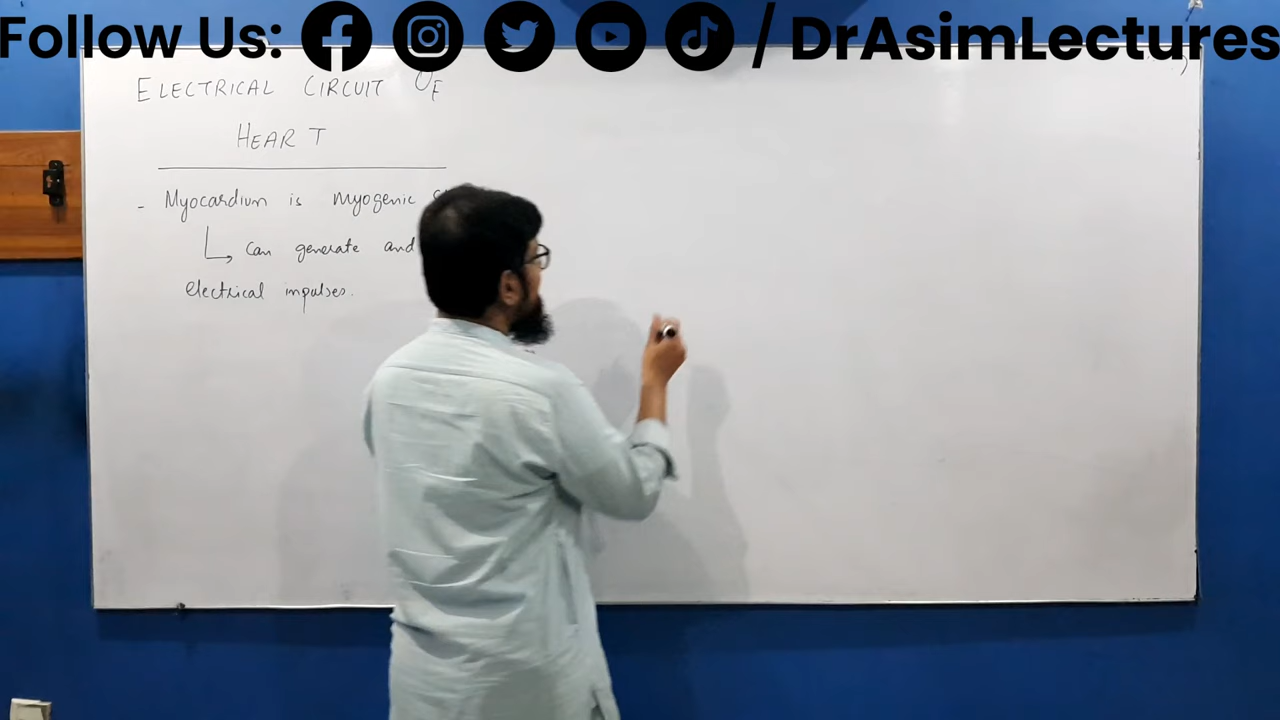 Follow Us: / DrAsimLectures
ELECTRICAL CIRCUIT OF
HEART
- Myocardium is myogenic
can generate and
electrical impulses.